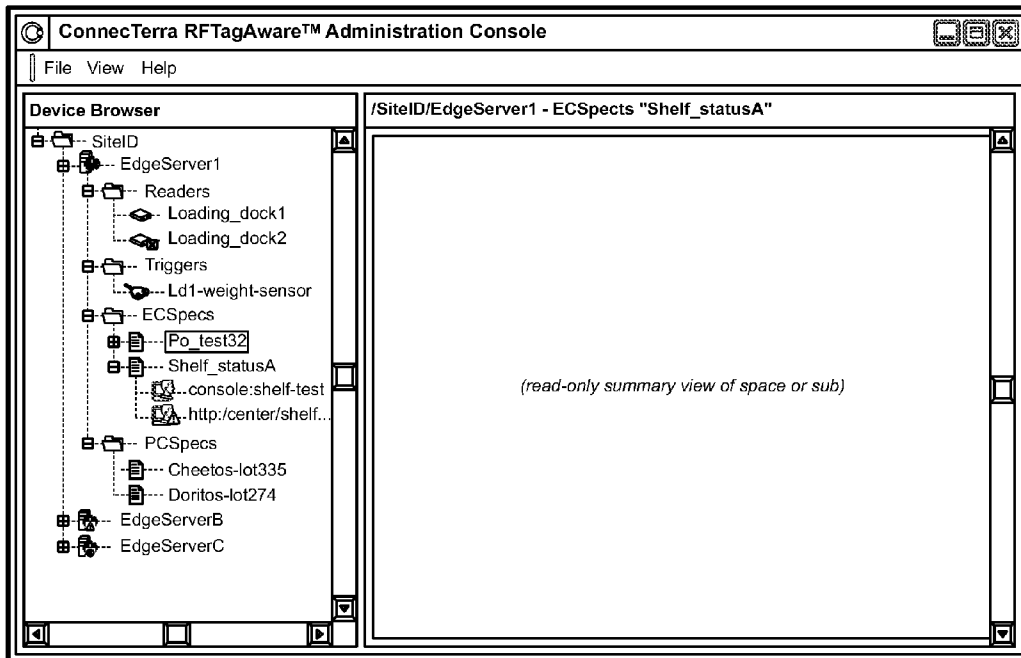 ConnecTerra RFTagAware™ Administration Console
File View Help
Device Browser
SiteID
EdgeServer1
Readers
Loading_dock1
Loading_dock2
Triggers
Ld1-weight-sensor
ECSpecs
Po_test32
Shelf_statusA
console:shelf-test
http:/center/shelf...
PCSpecs
Cheetos-lot335
Doritos-lot274
EdgeServerB
EdgeServerC
/SiteID/EdgeServer1 - ECSpects "Shelf_statusA"
(read-only summary view of space or sub)